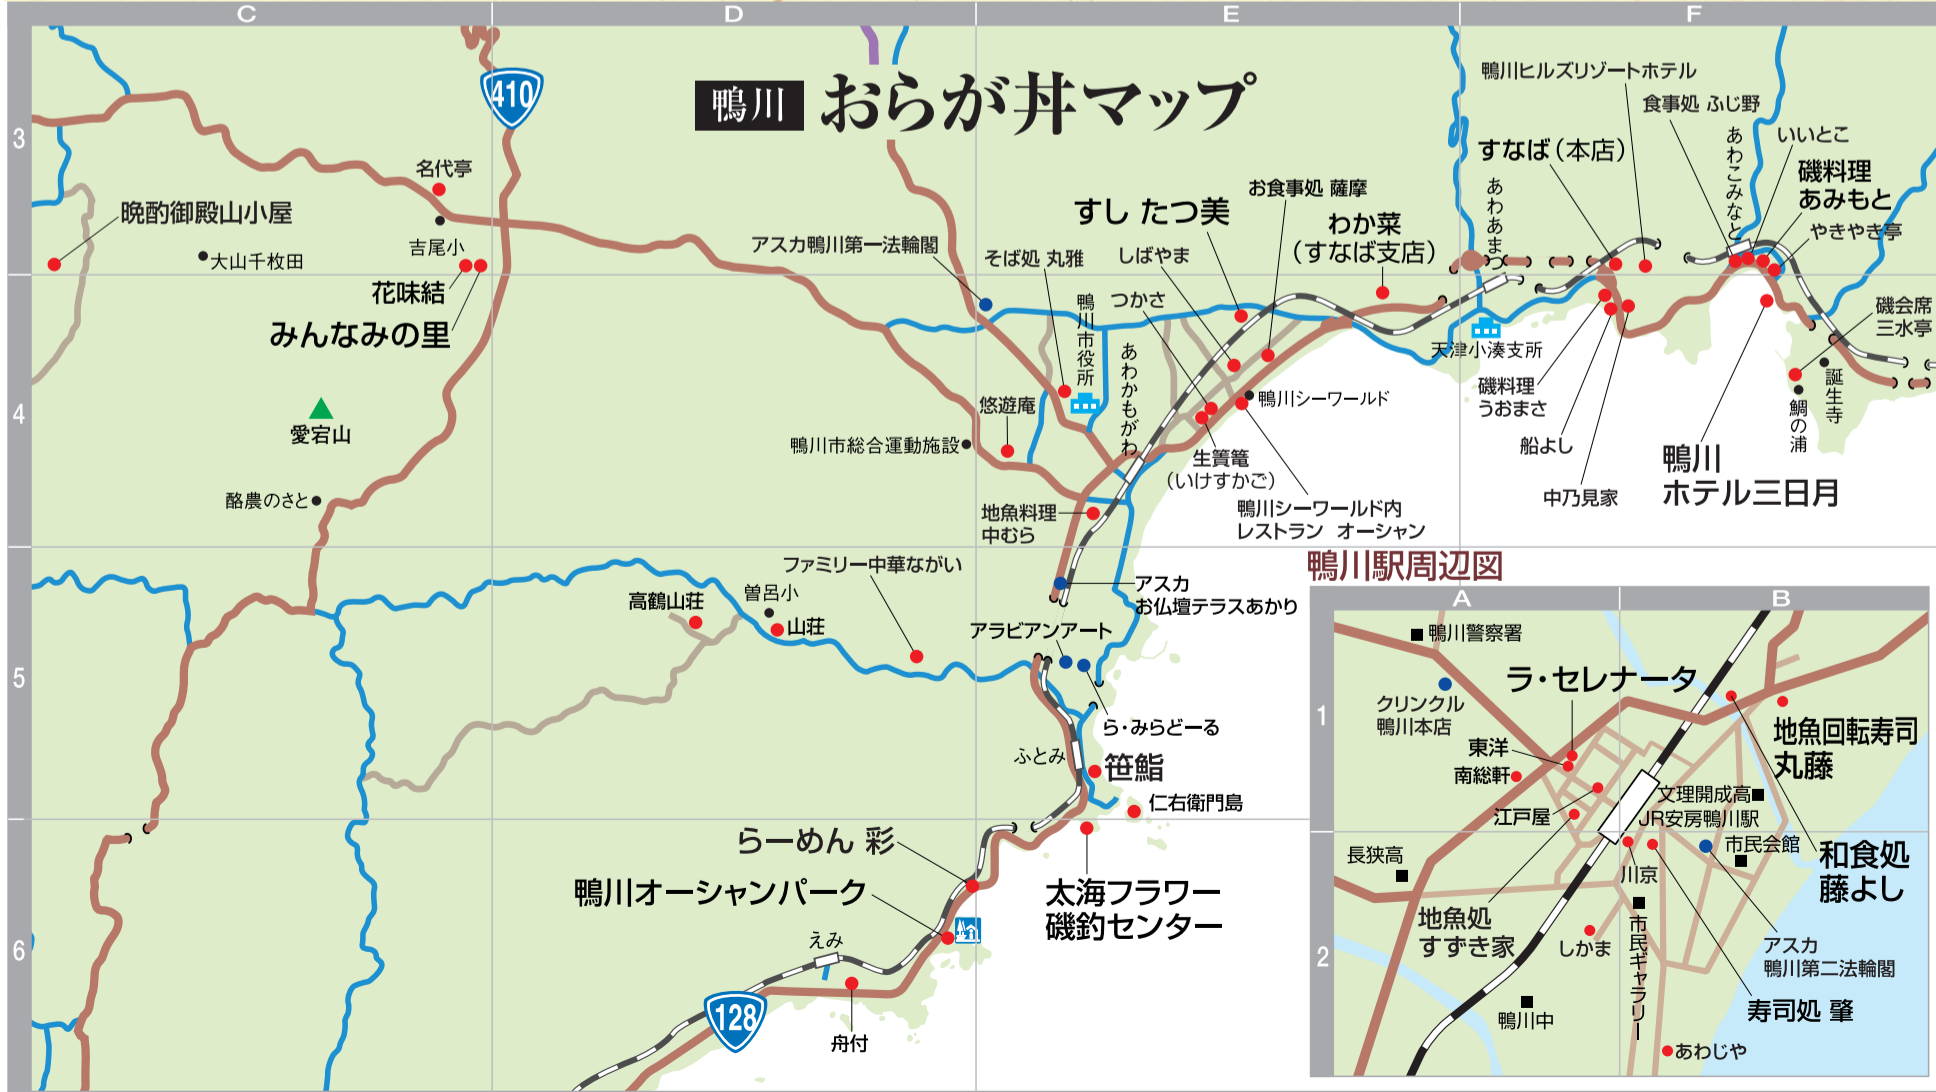 C
D
E
F
3
4
5
6
410
鴨川 おらが丼マップ
名代亭
晩酌御殿山小屋
大山千枚田
吉尾小
花味結
みんなみの里
愛宕山
酪農のさと
アスカ鴨川第一法輪閣
そば処 丸雅
すし たつ美
しばやま
つかさ
お食事処 薩摩
わか菜
(すなば支店)
鴨川市役所
あわかもがわ
悠遊庵
鴨川市総合運動施設
鴨川シーワールド
生簀篭
(いけすかご)
鴨川シーワールド内
レストラン オーシャン
地魚料理
中むら
鴨川ヒルズリゾートホテル
食事処 ふじ野
すなば(本店)
あわあまつ
あわこみなと
いいとこ
磯料理
あみもと
やきやき亭
磯会席
三水亭
天津小湊支所
磯料理
うおまさ
船よし
中乃見家
鴨川
ホテル三日月
誕生寺
鯛の浦
ファミリー中華ながい
高鶴山荘
曽呂小
山荘
アスカ
お仏壇テラスあかり
アラビアンアート
ら・みらどーる
ふとみ
笹鮨
仁右衛門島
らーめん 彩
鴨川オーシャンパーク
太海フラワー
磯釣センター
えみ
128
舟付
鴨川駅周辺図
A
B
1
2
鴨川警察署
クリンクル
鴨川本店
ラ・セレナータ
東洋
南総軒
江戸屋
地魚回転寿司
丸藤
文理開成高
JR安房鴨川駅
市民会館
長狭高
川京
和食処
藤よし
地魚処
すずき家
しかま
市民ギャラリー
アスカ
鴨川第二法輪閣
寿司処 肇
鴨川中
あわじや